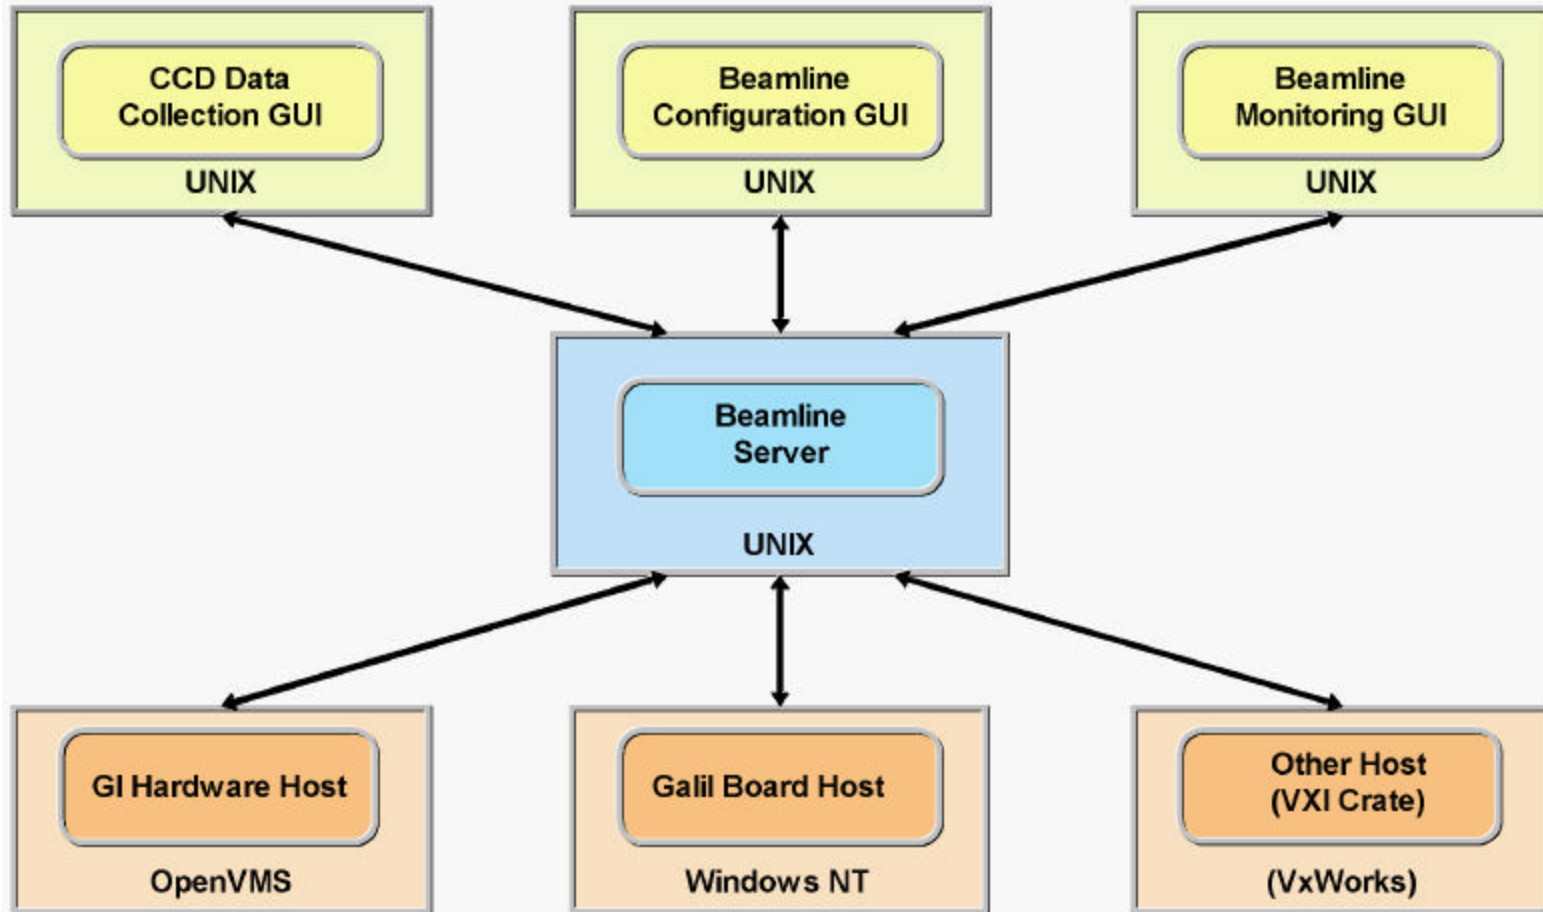 CCD Data
Collection GUI
UNIX
Beamline
Configuration GUI
UNIX
Beamline
Monitoring GUI
UNIX
Beamline
Server
UNIX
GI Hardware Host
OpenVMS
Galil Board Host
Windows NT
Other Host
(VXI Crate)
(VxWorks)